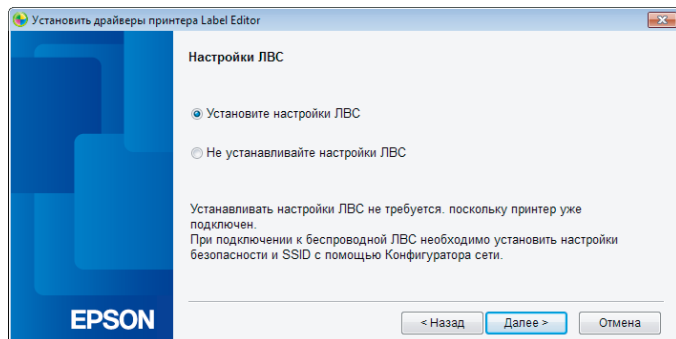 Установить драйверы принтера Label Editor
Настройки ЛВС
Установите настройки ЛВС
Не устанавливайте настройки ЛВС
Устанавливать настройки ЛВС не требуется. поскольку принтер уже
подключен.
При подключении к беспроводной ЛВС необходимо установить настройки
безопасности и SSID с помощью Конфигуратора сети.
EPSON
< Назад
Далее >
Отмена